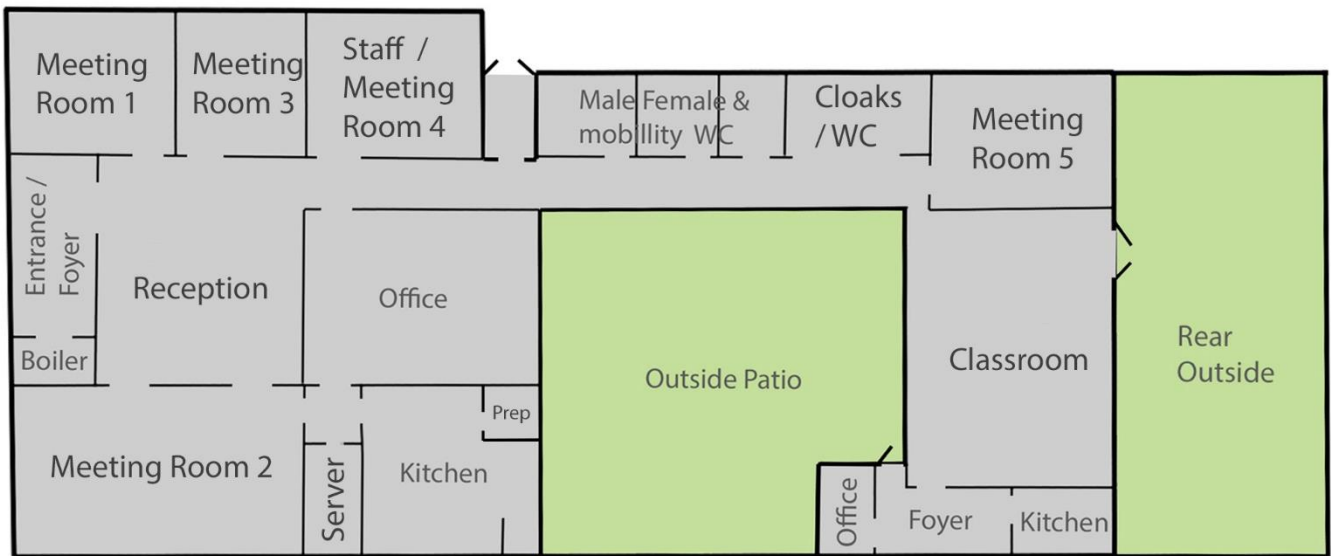 Meeting
Room 1
Meeting
Room 3
Staff /
Meeting
Room 4
Male Female &
mobillity WC
Cloaks
/ WC
Meeting
Room 5
Entrance /
Foyer
Reception
Office
Boiler
Outside Patio
Classroom
Rear
Outside
Prep
Meeting Room 2
Server
Kitchen
Office
Foyer
Kitchen